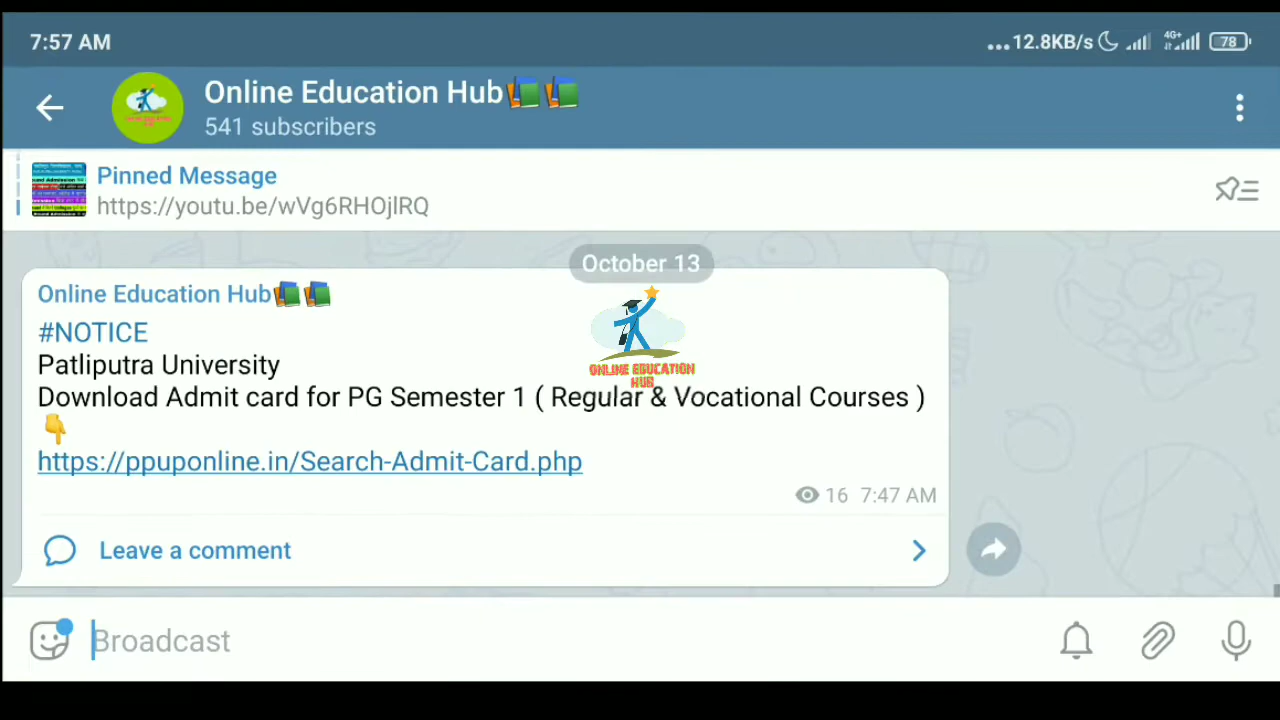 7:57 AM
...12.8KB/s 4G+ 78
Online Education Hub📚📚
541 subscribers
Pinned Message
https://youtu.be/wVg6RHOjlRQ
October 13
Online Education Hub📚📚
#NOTICE
Patliputra University
ONLINE EDUCATION
HUB
Download Admit card for PG Semester 1 ( Regular & Vocational Courses )
👇
https://ppuponline.in/Search-Admit-Card.php
16 7:47 AM
Leave a comment
Broadcast